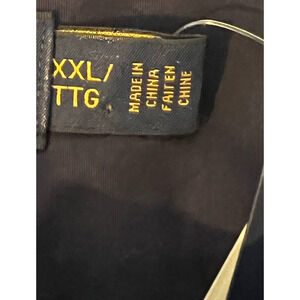 XXL/
TTG
MADE IN
CHINA
FAIT EN
CHINE